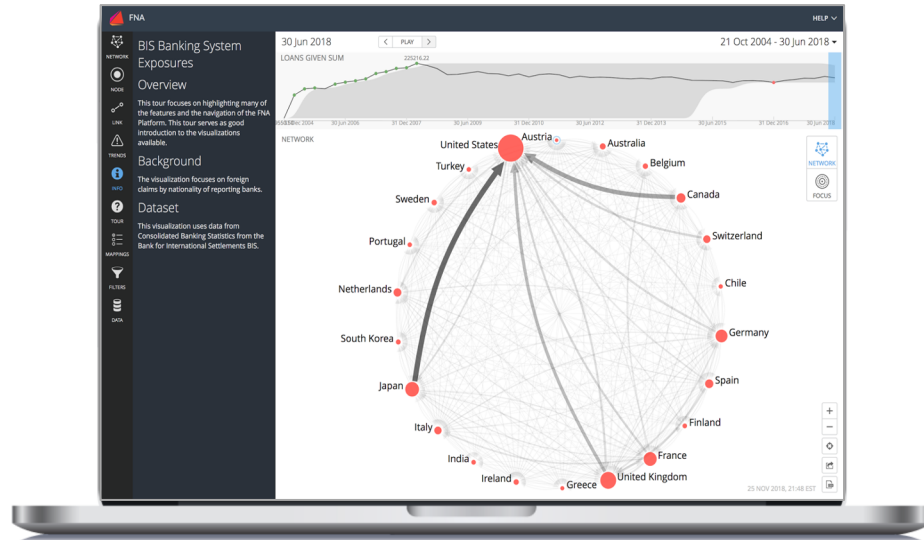 FNA
HELP
NETWORK
NODE
LINK
TRENDS
INFO
TOUR
MAPPINGS
FILTERS
DATA
BIS Banking System
Exposures
Overview
This tour focuses on highlighting many of
the features and the navigation of the FNA
Platform. This tour serves as good
introduction to the visualizations
available.
Background
The visualization focuses on foreign
claims by nationality of reporting banks.
Dataset
This visualization uses data from
Consolidated Banking Statistics from the
Bank for International Settlements BIS.
30 Jun 2018
PLAY
21 Oct 2004 - 30 Jun 2018
LOANS GIVEN SUM
225216,22
Dec 2004
30 Jun 2006
31 Dec 2007
30 Jun 2009
31 Dec 2010
30 Jun 2012
31 Dec 2013
30 Jun 2015
31 Dec 2016
30 Jun
NETWORK
NETWORK
FOCUS
United States
Austria
Australia
Belgium
Canada
Switzerland
Chile
Germany
Spain
Finland
France
United Kingdom
Greece
Ireland
India
Italy
Japan
South Korea
Netherlands
Portugal
Sweden
Turkey
+
−
25 NOV 2018, 21:48 EST